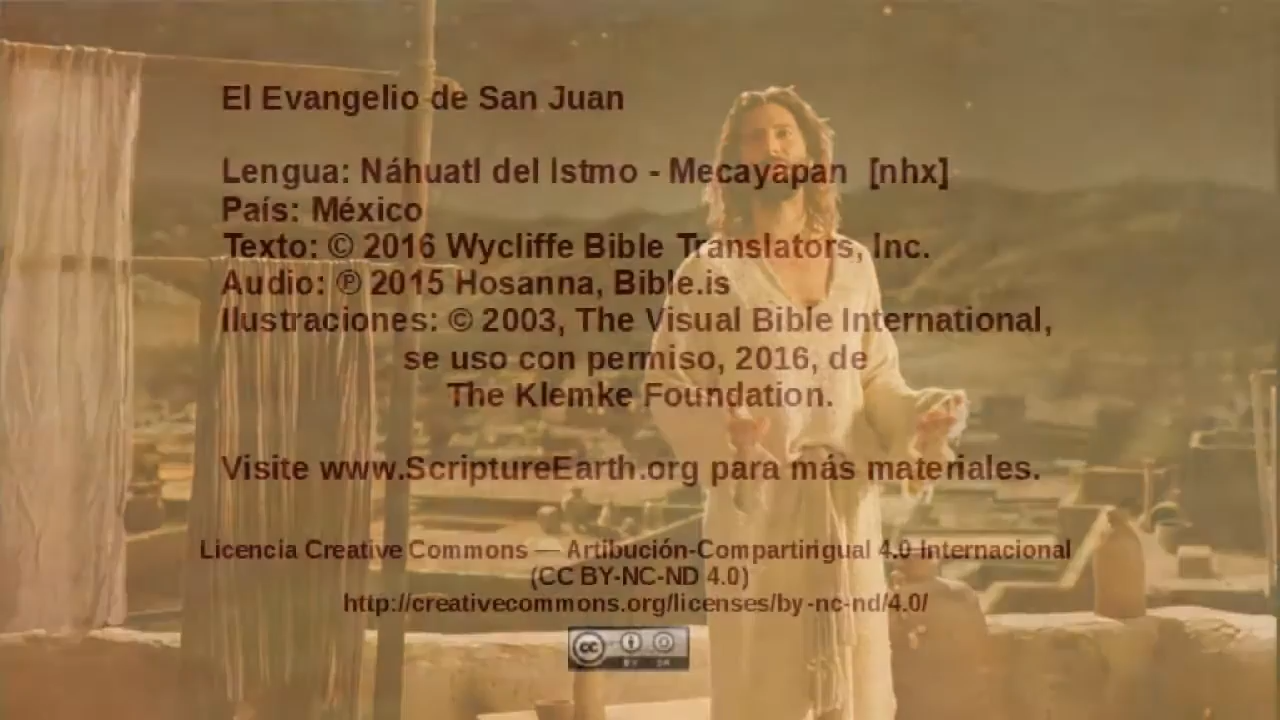 El Evangelio de San Juan
Lengua: Náhuatl del Istmo - Mecayapan [nhx]
País: México
Texto: © 2016 Wycliffe Bible Translators, Inc.
Audio: ℗ 2015 Hosanna, Bible.is
Ilustraciones: © 2003, The Visual Bible International,
se uso con permiso, 2016, de
The Klemke Foundation.
Visite www.ScriptureEarth.org para más materiales.
Licencia Creative Commons — Artibución-CompartirIgual 4.0 Internacional
(CC BY-NC-ND 4.0)
http://creativecommons.org/licenses/by-nc-nd/4.0/
cc
BY SA